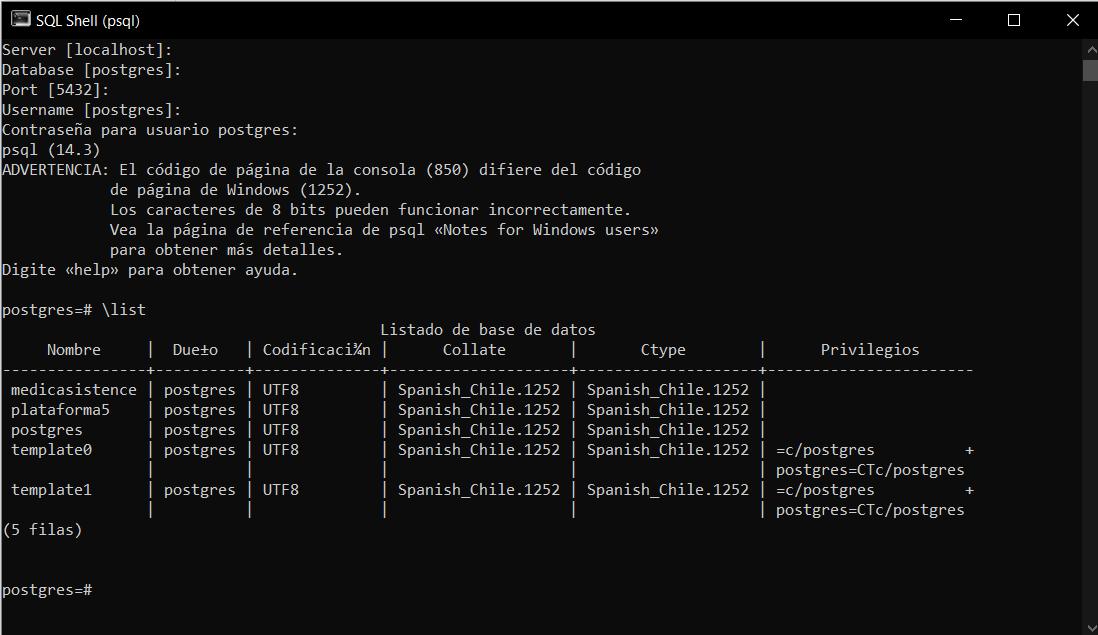 SQL Shell (psql)
Server [localhost]:
Database [postgres]:
Port [5432]:
Username [postgres]:
Contraseña para usuario postgres:
psql (14.3)
ADVERTENCIA: El código de página de la consola (850) difiere del código
            de página de Windows (1252).
            Los caracteres de 8 bits pueden funcionar incorrectamente.
            Vea la página de referencia de psql «Notes for Windows users»
            para obtener más detalles.
Digite «help» para obtener ayuda.
postgres=# \list
                                          Listado de base de datos
     Nombre     |  Due±o   | Codificaci¾n |      Collate       |       Ctype        |      Privilegios
----------------+----------+--------------+--------------------+--------------------+-----------------------
 medicasistence | postgres | UTF8         | Spanish_Chile.1252 | Spanish_Chile.1252 |
 plataforma5    | postgres | UTF8         | Spanish_Chile.1252 | Spanish_Chile.1252 |
 postgres       | postgres | UTF8         | Spanish_Chile.1252 | Spanish_Chile.1252 |
 template0      | postgres | UTF8         | Spanish_Chile.1252 | Spanish_Chile.1252 | =c/postgres          +
                |          |              |                    |                    | postgres=CTc/postgres
 template1      | postgres | UTF8         | Spanish_Chile.1252 | Spanish_Chile.1252 | =c/postgres          +
                |          |              |                    |                    | postgres=CTc/postgres
(5 filas)
postgres=#